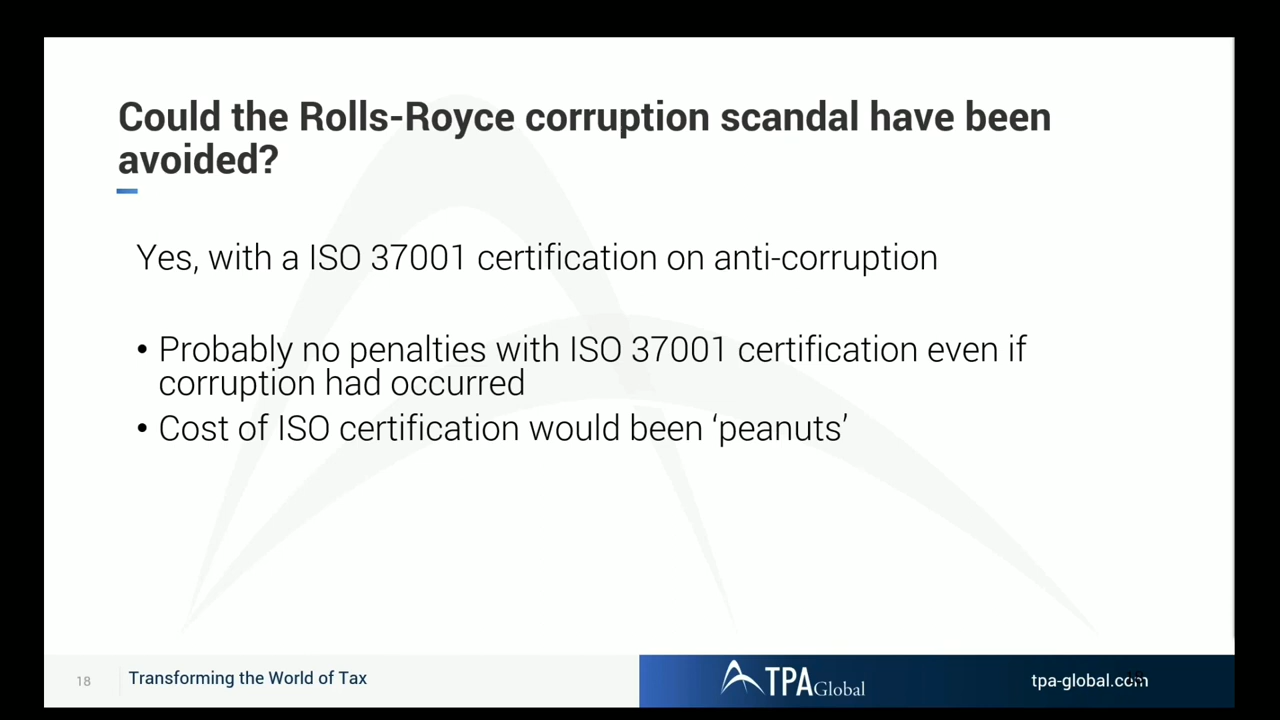 Could the Rolls-Royce corruption scandal have been
avoided?
Yes, with a ISO 37001 certification on anti-corruption
• Probably no penalties with ISO 37001 certification even if
corruption had occurred
• Cost of ISO certification would been ‘peanuts’
18
Transforming the World of Tax
TPA Global
tpa-global.com